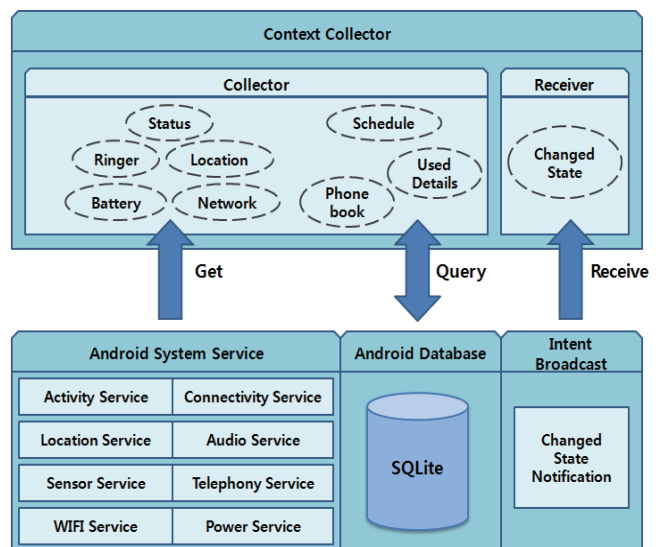 Context Collector
Collector
Receiver
Status
Schedule
Ringer
Location
Used
Details
Changed
State
Battery
Network
Phone
book
Get
Query
Receive
Android System Service
Android Database
Intent
Broadcast
Activity Service
Connectivity Service
Location Service
Audio Service
Sensor Service
Telephony Service
WIFI Service
Power Service
SQLite
Changed
State
Notification